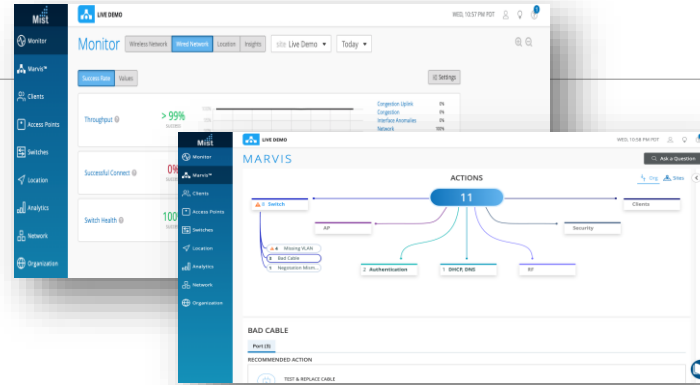 Mist
LIVE DEMO
WED, 10:57 PM PDT
Monitor
Monitor
Wireless Network
Wired Network
Location
Insights
site Live Demo
Today
Marvis™
Clients
Access Points
Switches
Location
Analytics
Network
Organization
Success Rate
Values
Settings
Throughput
> 99%
success
Congestion Uplink 0%
Congestion 0%
Interface Anomalies 0%
Network 100%
Successful Connect
0%
Switch Health
100%
Mist
LIVE DEMO
WED, 10:58 PM PDT
Monitor
Marvis™
Clients
Access Points
Switches
Location
Analytics
Network
Organization
MARVIS
Ask a Question
ACTIONS
Org
Sites
11
Switch
Clients
AP
Security
4 Missing VLAN
Bad Cable
1 Negotiation Mism...
2 Authentication
1 DHCP, DNS
RF
BAD CABLE
Port (3)
RECOMMENDED ACTION
TEST & REPLACE CABLE